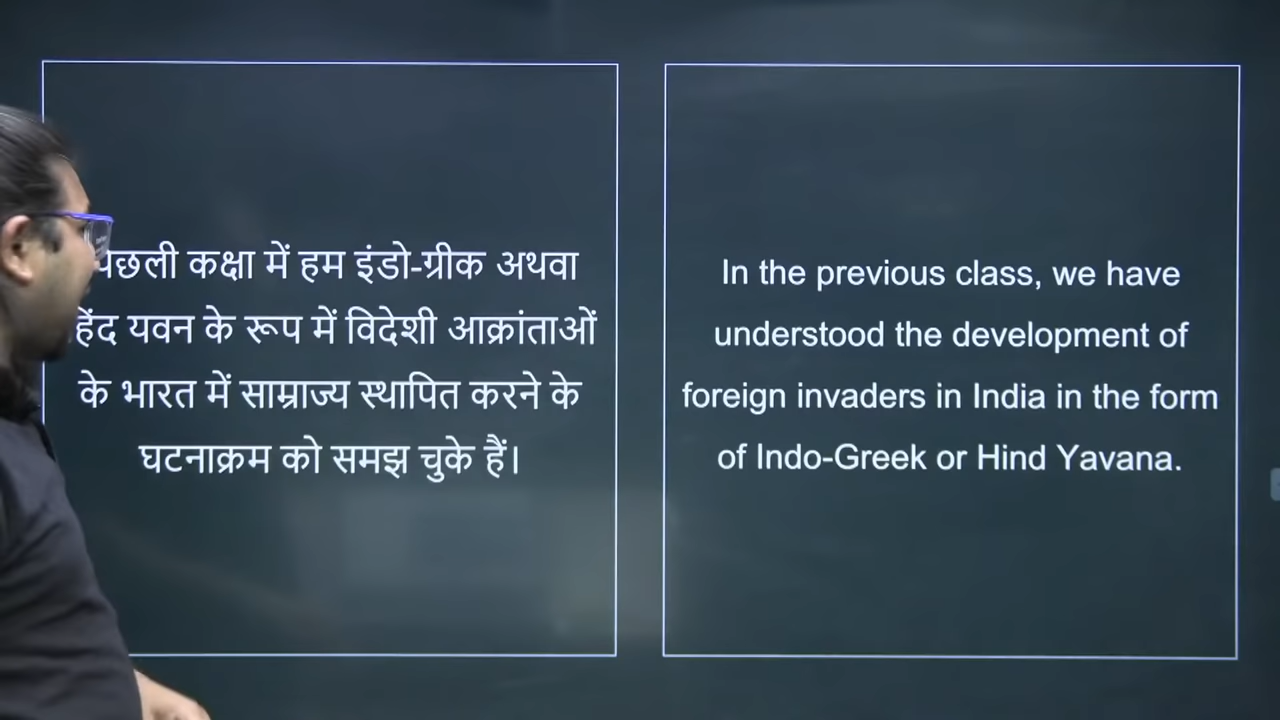 कक्षा में हम इंडो-ग्रीक अथवा
यवन के रूप में विदेशी आक्रांताओं
के भारत में साम्राज्य स्थापित करने के
घटनाक्रम को समझ चुके हैं।
In the previous class, we have
understood the development of
foreign invaders in India in the form
of Indo-Greek or Hind Yavana.